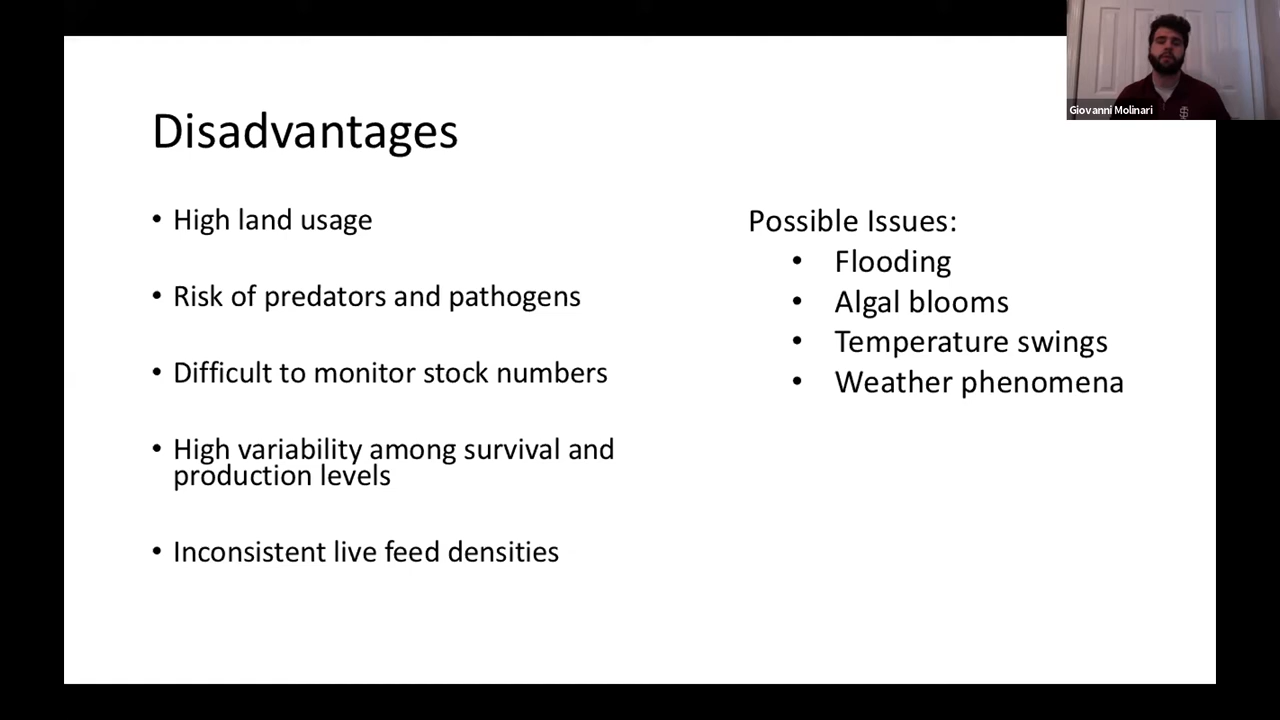 Giovanni Molinari
Disadvantages
• High land usage
• Risk of predators and pathogens
• Difficult to monitor stock numbers
• High variability among survival and
production levels
• Inconsistent live feed densities
Possible Issues:
• Flooding
• Algal blooms
• Temperature swings
• Weather phenomena